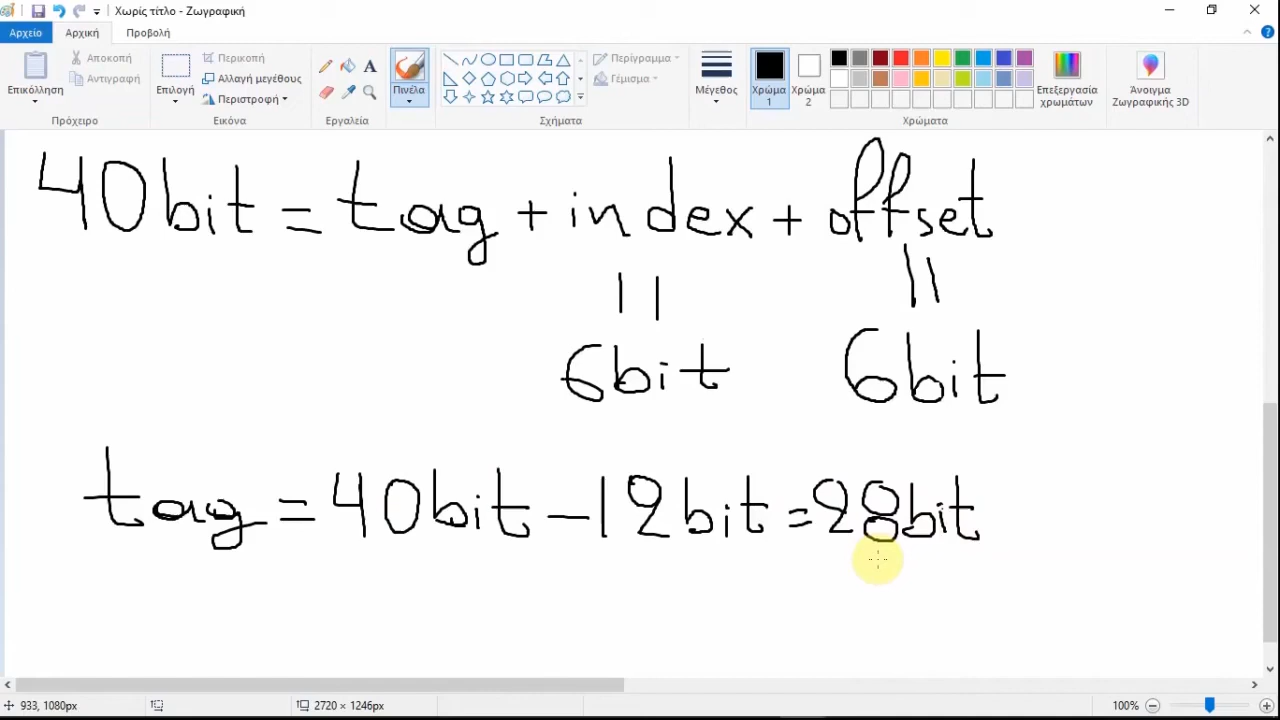 Χωρίς τίτλο - Ζωγραφική
Αρχείο Αρχική Προβολή
Επικόλληση
Αποκοπή
Αντιγραφή
Πρόχειρο
Επιλογή
Περικοπή
Αλλαγή μεγέθους
Περιστροφή
Εικόνα
A
Εργαλεία
Πινέλα
Περίγραμμα
Γέμισμα
Σχήματα
Μέγεθος
Χρώμα 1
Χρώμα 2
Επεξεργασία χρωμάτων
Χρώματα
Άνοιγμα Ζωγραφικής 3D
40bit = tag + index + offset
|| ||
6bit 6bit
tag = 40bit - 12bit = 28bit
933, 1080px 2720 × 1246px 100%